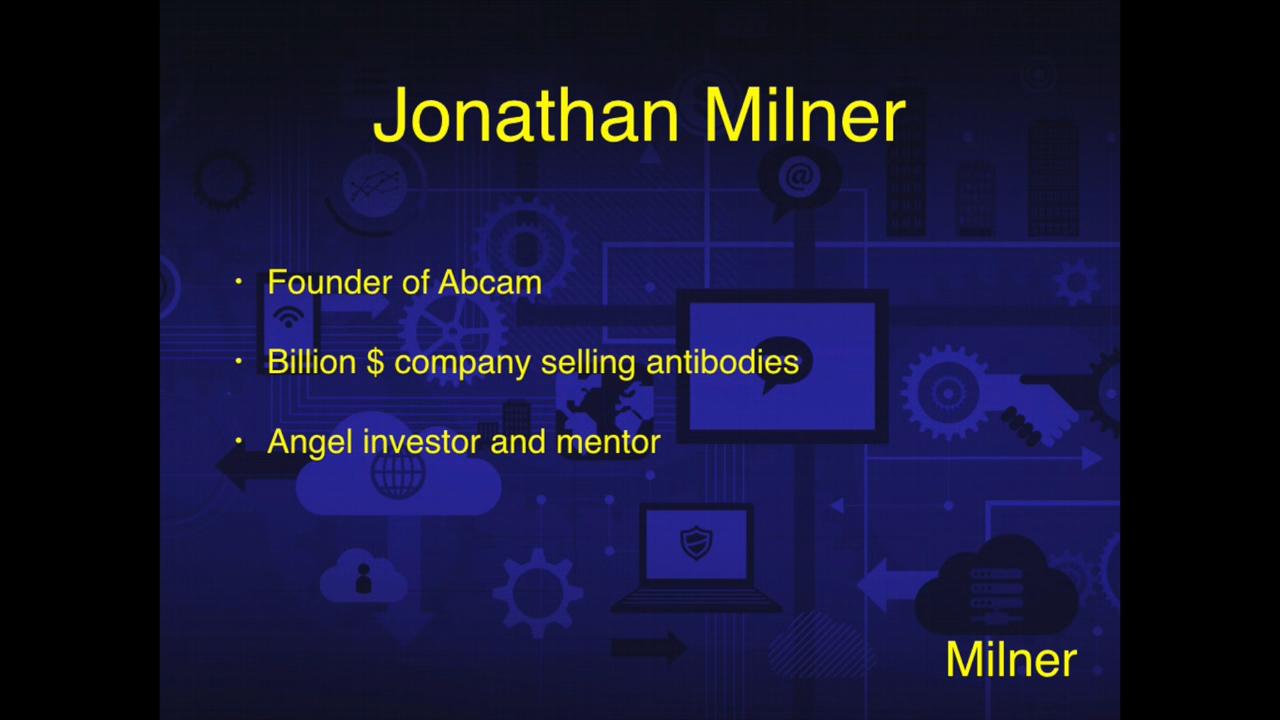 Jonathan Milner
@
• Founder of Abcam
• Billion $ company selling antibodies
• Angel investor and mentor
Milner